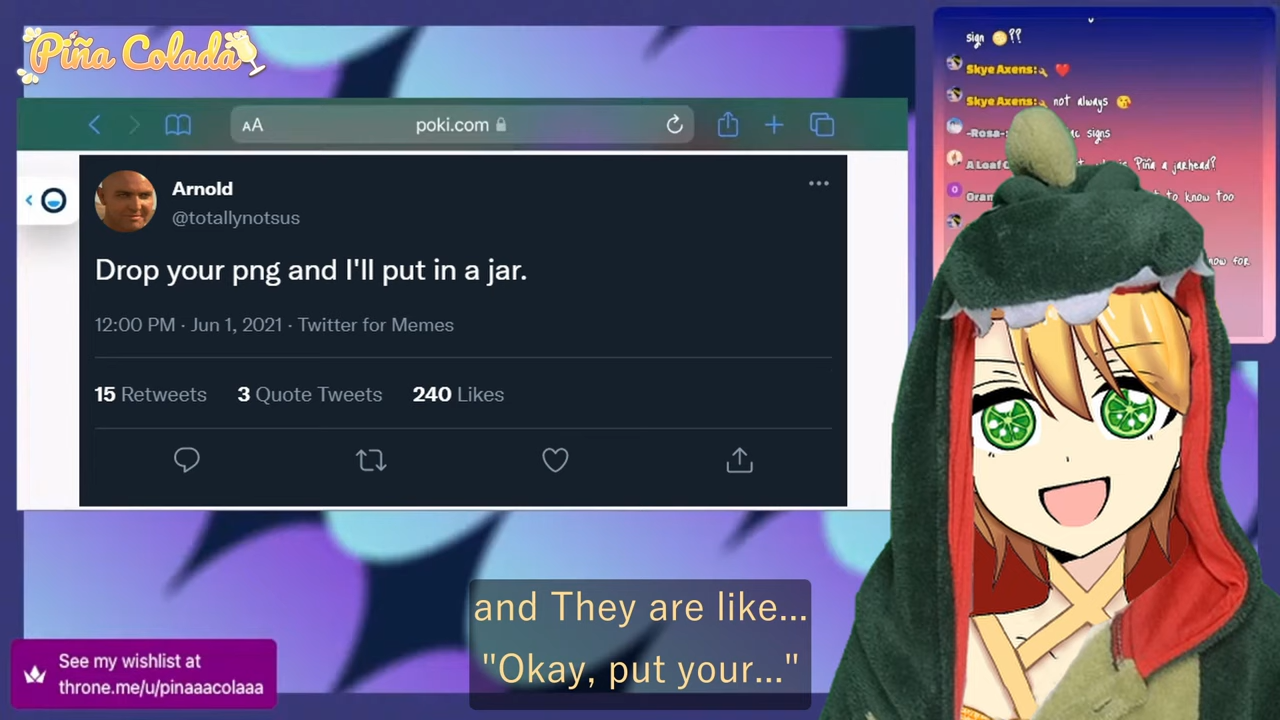 Piña Colada
AA
poki.com
Arnold
@totallynotsus
Drop your png and I'll put in a jar.
12:00 PM · Jun 1, 2021 · Twitter for Memes
15 Retweets 3 Quote Tweets 240 Likes
sign ??
Skye Axens:
Skye Axens: not always
-Rosa-: signs
A Loaf Piña a jarhead?
to know too
now for
and They are like...
"Okay, put your..."
See my wishlist at
throne.me/u/pinaaacolaaa